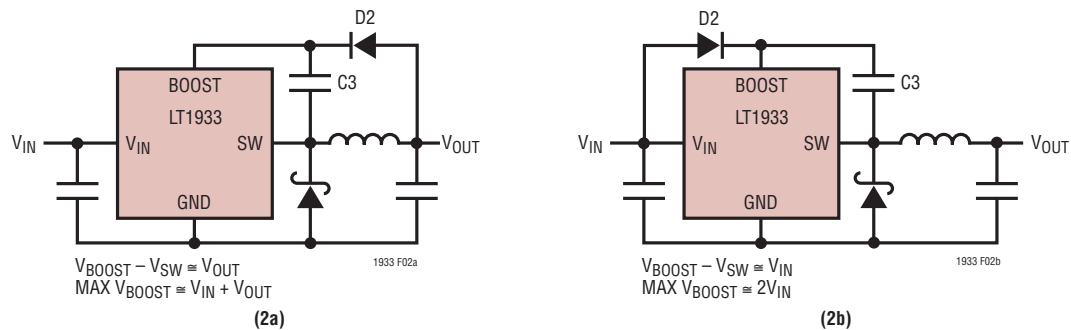 D2
BOOST
C3
LT1933
V_IN
V_IN
SW
V_OUT
GND
1933 F02a
V_BOOST – V_SW ≅ V_OUT
MAX V_BOOST ≅ V_IN + V_OUT
(2a)
D2
BOOST
C3
LT1933
V_IN
V_IN
SW
V_OUT
GND
1933 F02b
V_BOOST – V_SW ≅ V_IN
MAX V_BOOST ≅ 2V_IN
(2b)